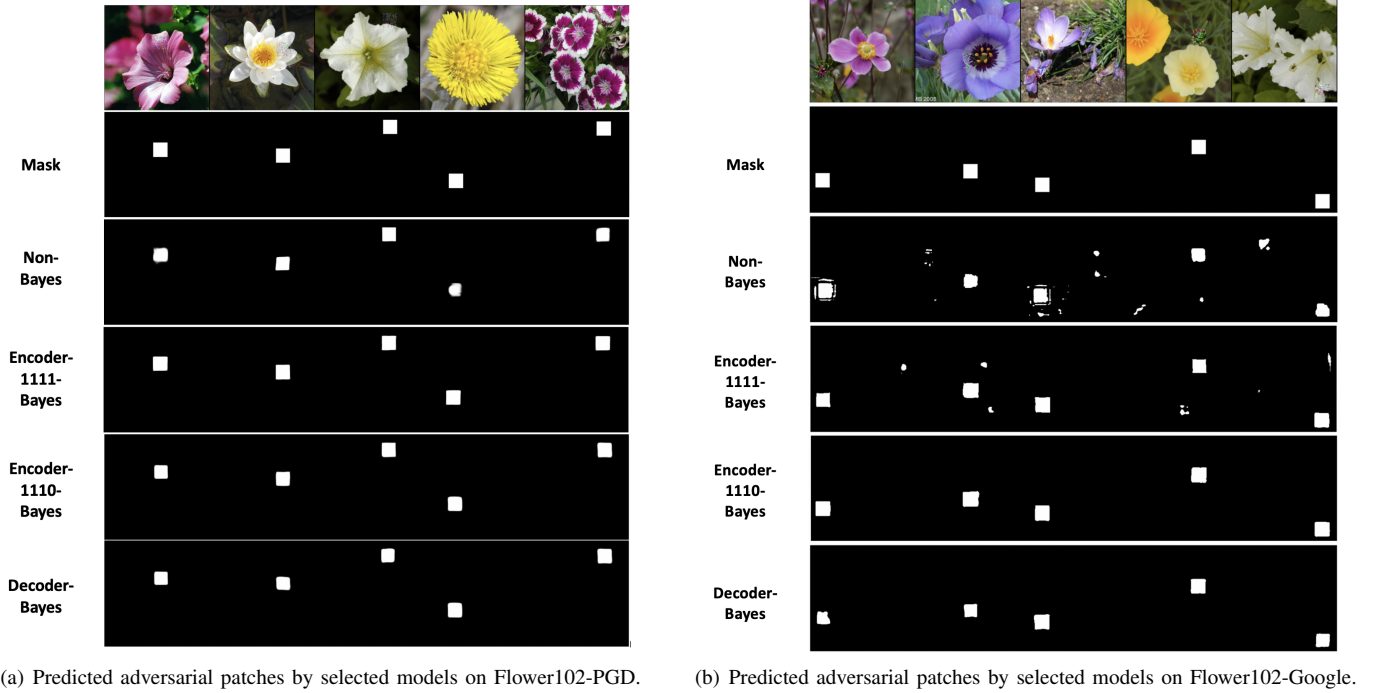 Mask
Non-
Bayes
Encoder-
1111-
Bayes
Encoder-
1110-
Bayes
Decoder-
Bayes
(a) Predicted adversarial patches by selected models on Flower102-PGD.
Mask
Non-
Bayes
Encoder-
1111-
Bayes
Encoder-
1110-
Bayes
Decoder-
Bayes
(b) Predicted adversarial patches by selected models on Flower102-Google.